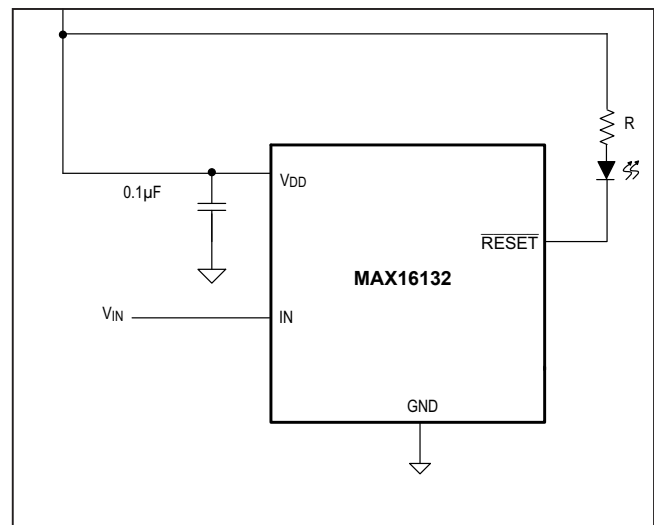 R
0.1µF
VDD
RESET
MAX16132
VIN
IN
GND